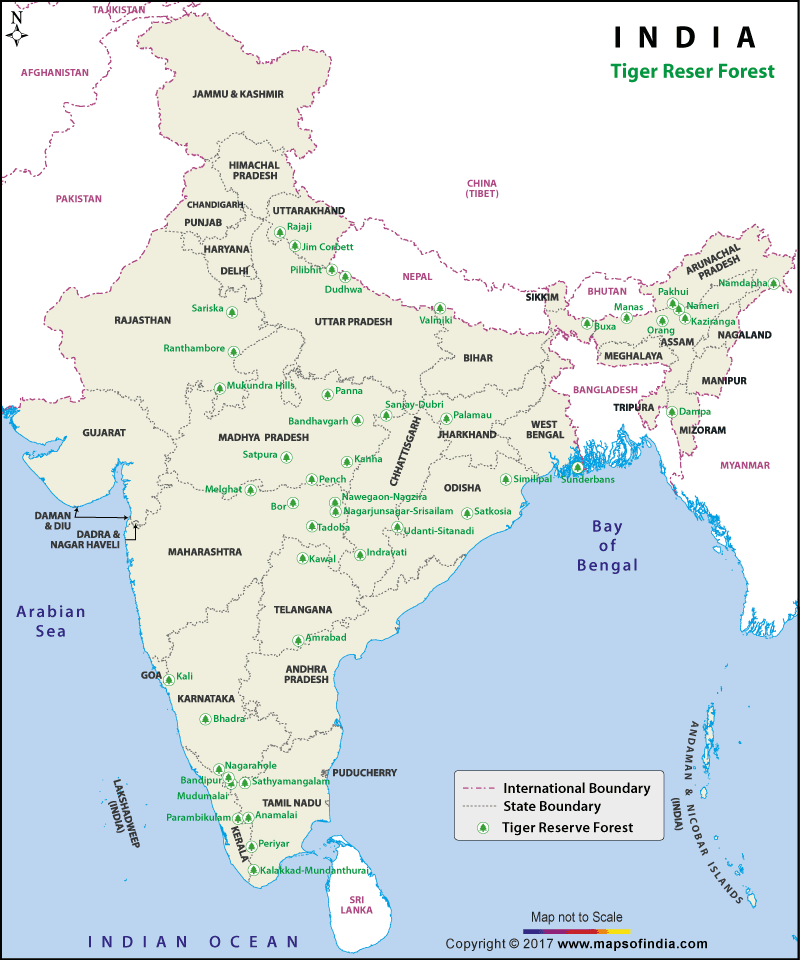 N
INDIA
Tiger Reser Forest
TAJIKISTAN
AFGHANISTAN
PAKISTAN
CHINA
(TIBET)
NEPAL
BHUTAN
BANGLADESH
MYANMAR
JAMMU & KASHMIR
HIMACHAL
PRADESH
CHANDIGARH
PUNJAB
UTTARAKHAND
Rajaji
Jim Corbett
HARYANA
DELHI
Pilibhit
Dudhwa
Sariska
RAJASTHAN
UTTAR PRADESH
Valmiki
Ranthambore
BIHAR
SIKKIM
Buxa
Manas
ARUNACHAL
PRADESH
Namdapha
Pakhui
Nameri
Kaziranga
Orang
ASSAM
NAGALAND
MEGHALAYA
MANIPUR
TRIPURA
Dampa
MIZORAM
Mukundra Hills
Panna
Sanjay-Dubri
Palamau
Bandhavgarh
JHARKHAND
WEST
BENGAL
GUJARAT
MADHYA PRADESH
CHHATTISGARH
Satpura
Kanha
Pench
Melghat
ODISHA
Similipal
Sunderbans
Nawegaon-Nagzira
Bor
Nagarjunsagar-Srisailam
Satkosia
Tadoba
Udanti-Sitanadi
DAMAN
& DIU
DADRA &
NAGAR HAVELI
MAHARASHTRA
Kawal
Indravati
Bay
of
Bengal
Arabian
Sea
TELANGANA
Amrabad
GOA
Kali
ANDHRA
PRADESH
KARNATAKA
Bhadra
Nagarahole
Bandipur
Sathyamangalam
Mudumalai
PUDUCHERRY
TAMIL NADU
Parambikulam
Anamalai
KERALA
Periyar
Kalakkad-Mundanthurai
LAKSHADWEEP
(INDIA)
ANDAMAN & NICOBAR ISLANDS
(INDIA)
SRI
LANKA
International Boundary
State Boundary
Tiger Reserve Forest
INDIAN OCEAN
Map not to Scale
Copyright © 2017 www.mapsofindia.com